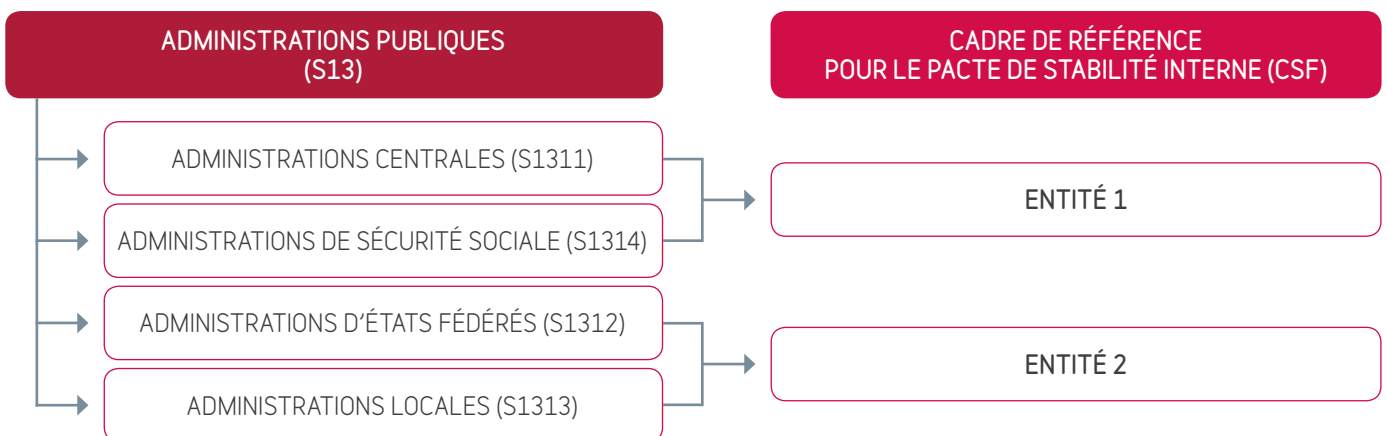 ADMINISTRATIONS PUBLIQUES
(S13)
CADRE DE RÉFÉRENCE
POUR LE PACTE DE STABILITÉ INTERNE (CSF)
ADMINISTRATIONS CENTRALES (S1311)
ADMINISTRATIONS DE SÉCURITÉ SOCIALE (S1314)
ENTITÉ 1
ADMINISTRATIONS D'ÉTATS FÉDÉRÉS (S1312)
ADMINISTRATIONS LOCALES (S1313)
ENTITÉ 2